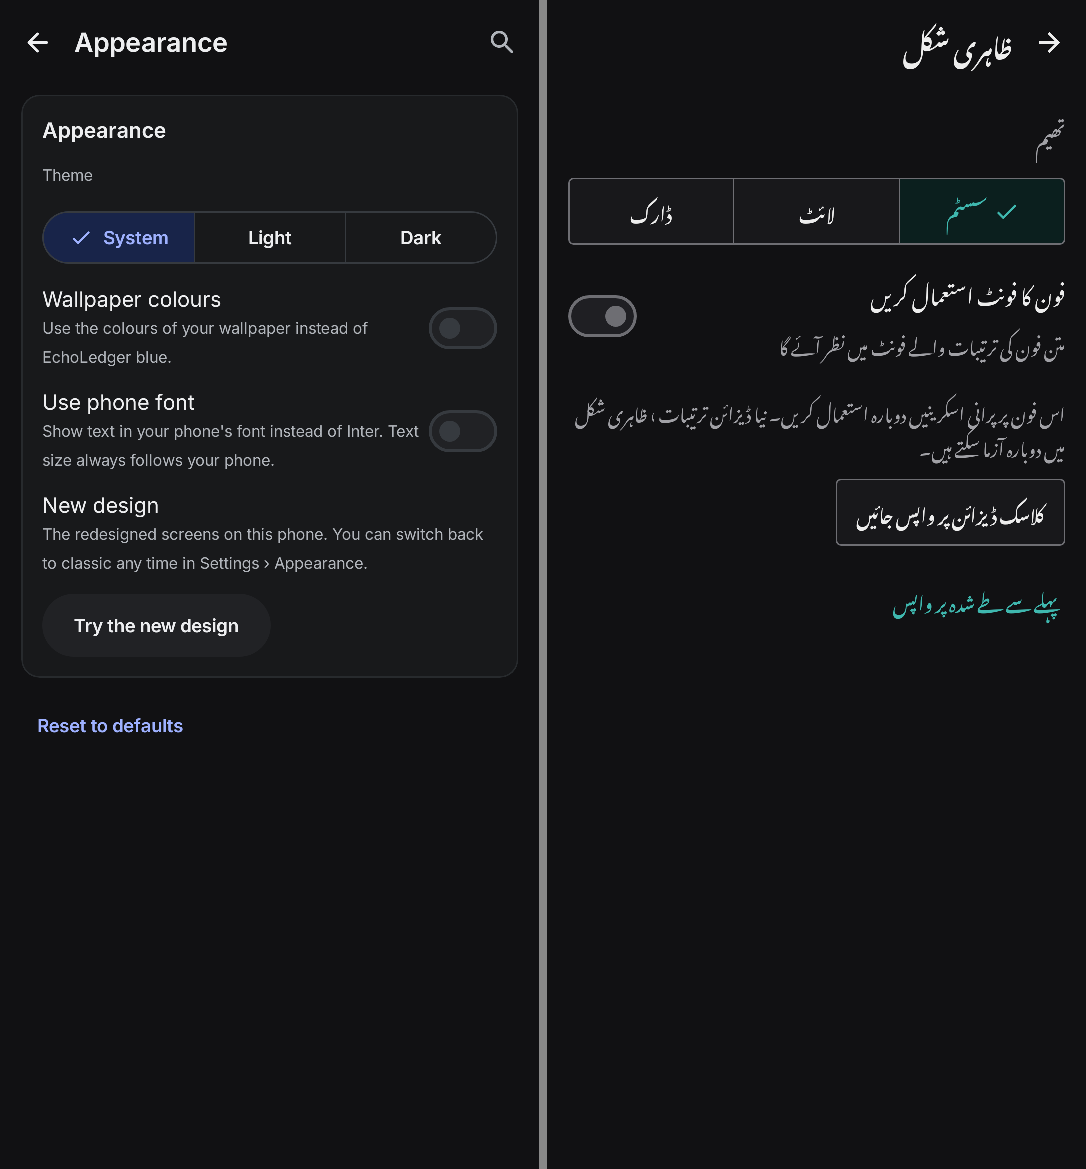 Appearance
Appearance
Theme
System
Light
Dark
Wallpaper colours
Use the colours of your wallpaper instead of
EchoLedger blue.
Use phone font
Show text in your phone's font instead of Inter. Text
size always follows your phone.
New design
The redesigned screens on this phone. You can switch back
to classic any time in Settings › Appearance.
Try the new design
Reset to defaults
ظاہری شکل
تھیم
سسٹم
لائٹ
ڈارک
فون کا فونٹ استعمال کریں
متن فون کی ترتیبات والے فونٹ میں نظر آئے گا
اس فون پر پرانی اسکرینیں دوبارہ استعمال کریں۔ نیا ڈیزائن ترتیبات ، ظاہری شکل
میں دوبارہ آزما سکتے ہیں۔
کلاسک ڈیزائن پر واپس جائیں
پہلے سے طے شدہ پر واپس